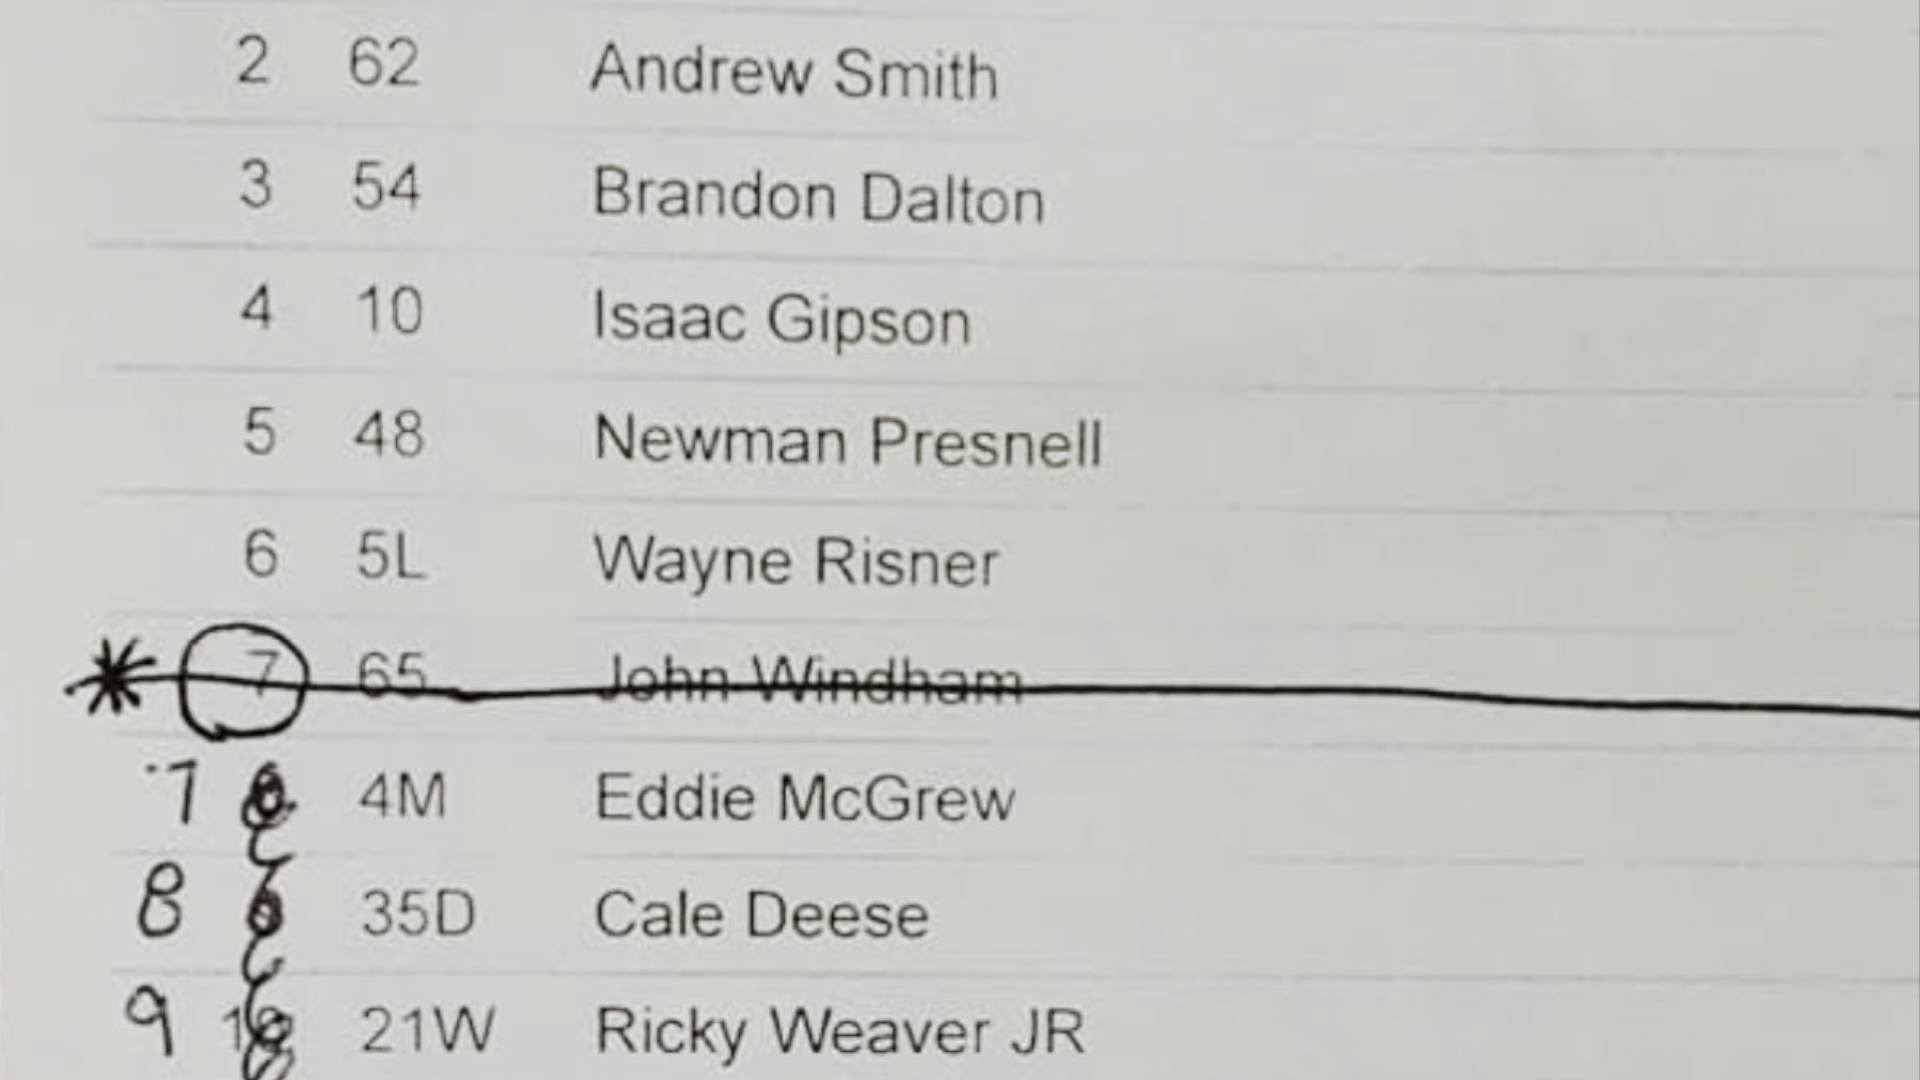 2 62 Andrew Smith
3 54 Brandon Dalton
4 10 Isaac Gipson
5 48 Newman Presnell
6 5L Wayne Risner
* 7 65 John Windham
7 4M Eddie McGrew
8 35D Cale Deese
9 21W Ricky Weaver JR